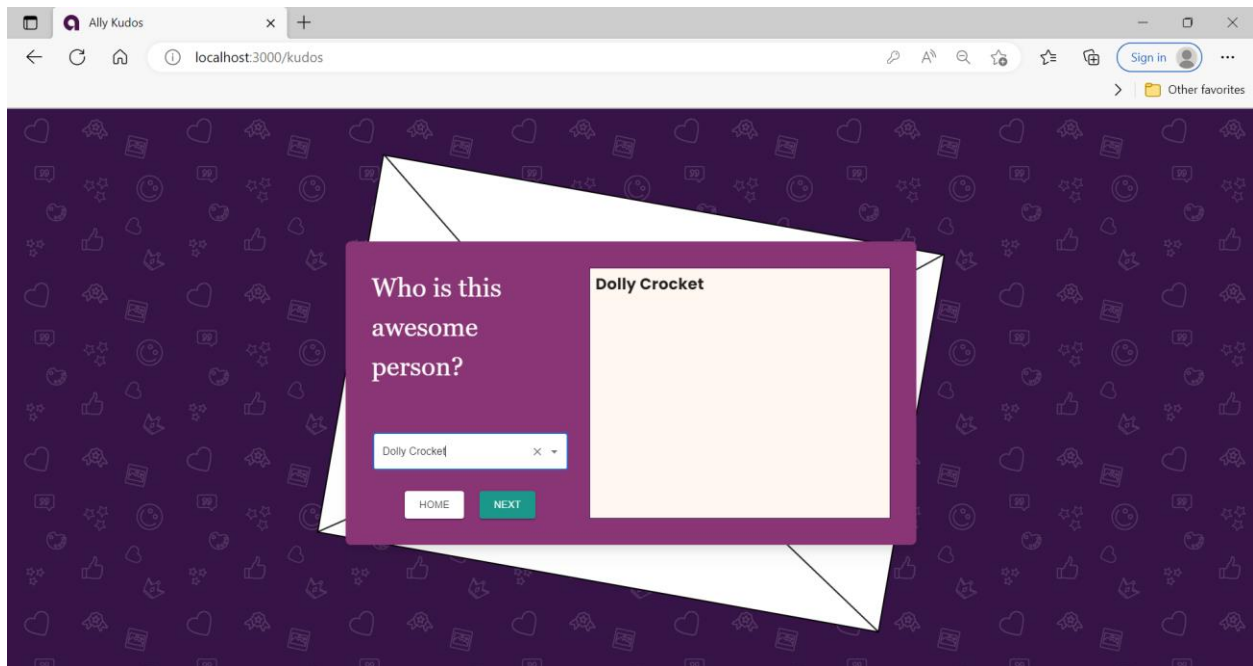 Ally Kudos
localhost:3000/kudos
Sign in
Other favorites
Who is this
awesome
person?
Dolly Crocket
Dolly Crocket
HOME
NEXT